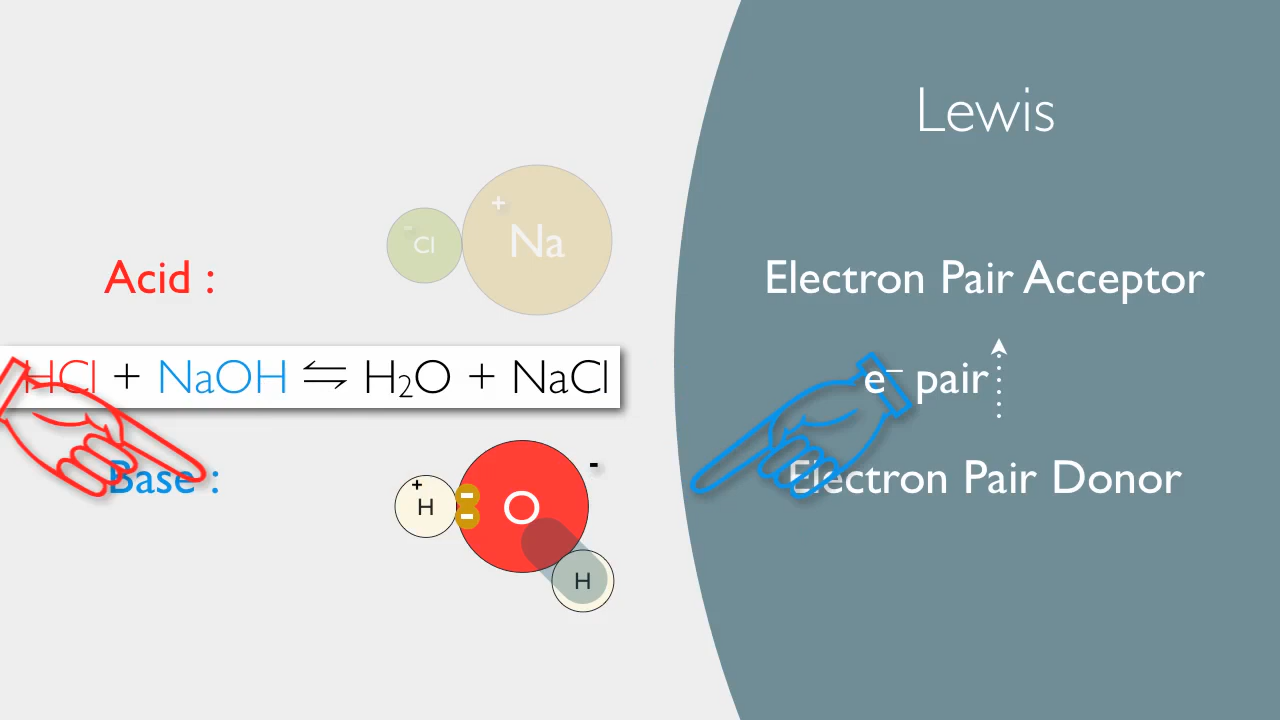 Lewis
+
Na
-
Cl
Acid :
Electron Pair Acceptor
HCl + NaOH ⇋ H₂O + NaCl
e⁻ pair
Base :
Electron Pair Donor
-
+
H
-
-
O
H